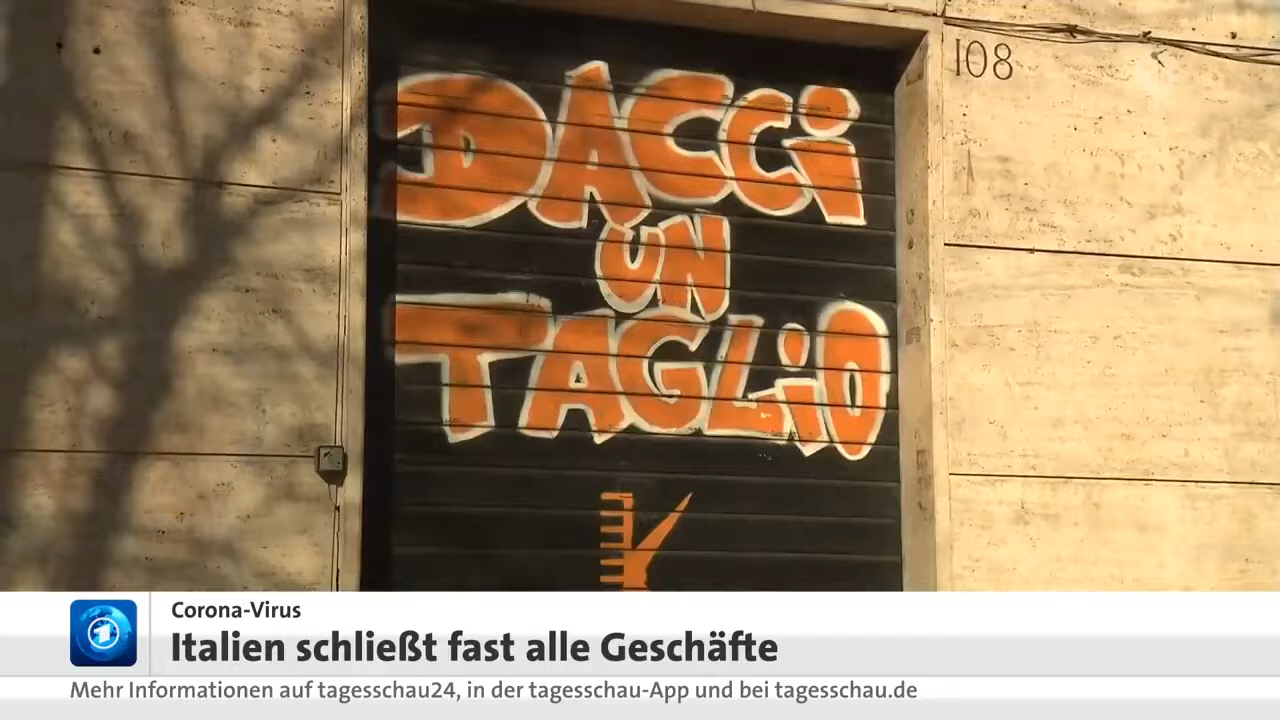 108
DACCi
UN
TAGLiO
1
Corona-Virus
Italien schließt fast alle Geschäfte
Mehr Informationen auf tagesschau24, in der tagesschau-App und bei tagesschau.de